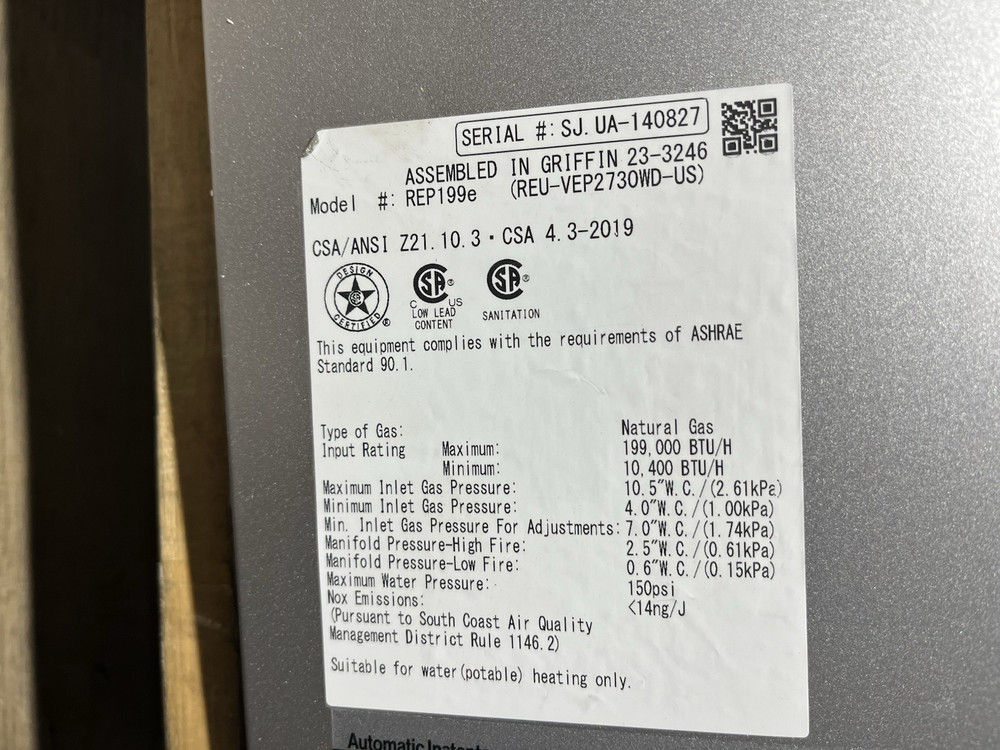 SERIAL #: SJ. UA-140827
ASSEMBLED IN GRIFFIN 23-3246
Model #: REP199e (REU-VEP2730WD-US)
CSA/ANSI Z21.10.3・CSA 4.3-2019
DESIGN
CERTIFIED ®
SA ®
C US
LOW LEAD
CONTENT
SA ®
SANITATION
This equipment complies with the requirements of ASHRAE
Standard 90.1.
Type of Gas: Natural Gas
Input Rating Maximum: 199,000 BTU/H
Minimum: 10,400 BTU/H
Maximum Inlet Gas Pressure: 10.5"W.C./(2.61kPa)
Minimum Inlet Gas Pressure: 4.0"W.C./(1.00kPa)
Min. Inlet Gas Pressure For Adjustments: 7.0"W.C./(1.74kPa)
Manifold Pressure-High Fire: 2.5"W.C./(0.61kPa)
Manifold Pressure-Low Fire: 0.6"W.C./(0.15kPa)
Maximum Water Pressure: 150psi
Nox Emissions: <14ng/J
(Pursuant to South Coast Air Quality
Management District Rule 1146.2)
Suitable for water(potable) heating only.
Automatic